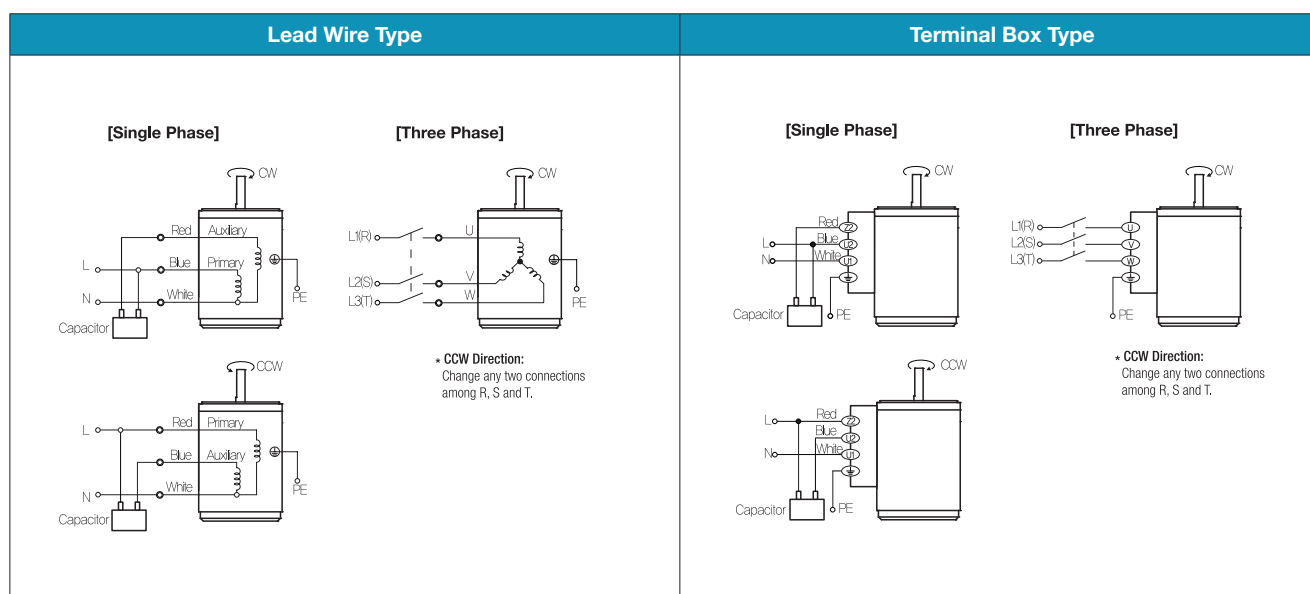 Lead Wire Type
Terminal Box Type
[Single Phase]
[Three Phase]
CW
Red Auxiliary
L Blue Primary
N White
PE
Capacitor
CW
L1(R) U
L2(S) V
L3(T) W
PE
* CCW Direction:
Change any two connections
among R, S and T.
CCW
L Red Primary
Blue Auxiliary
N White
PE
Capacitor
[Single Phase]
[Three Phase]
CW
Red Z2
L Blue U2
N White U1
Capacitor PE
CW
L1(R) U
L2(S) V
L3(T) W
PE
* CCW Direction:
Change any two connections
among R, S and T.
CCW
L Red Z2
Blue U2
N White U1
Capacitor PE